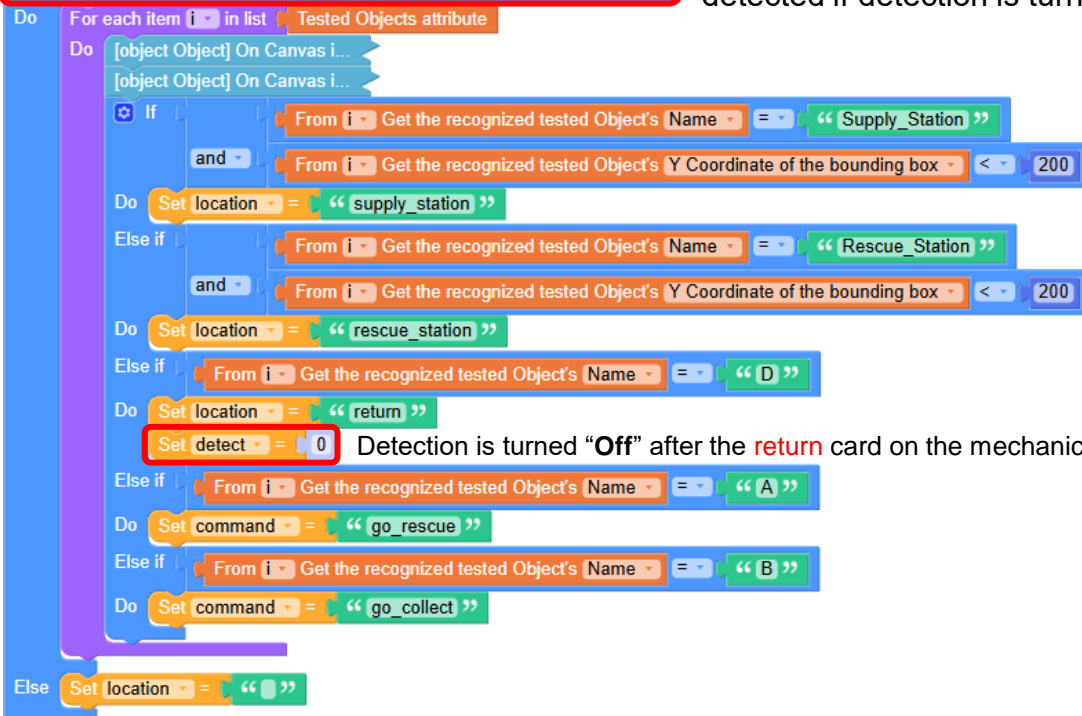 detected if detection is turn
Do For each item i in list Tested Objects attribute
Do [object Object] On Canvas i...
[object Object] On Canvas i...
If From i Get the recognized tested Object's Name = “ Supply_Station ”
and From i Get the recognized tested Object's Y Coordinate of the bounding box < 200
Do Set location = “ supply_station ”
Else if From i Get the recognized tested Object's Name = “ Rescue_Station ”
and From i Get the recognized tested Object's Y Coordinate of the bounding box < 200
Do Set location = “ rescue_station ”
Else if From i Get the recognized tested Object's Name = “ D ”
Do Set location = “ return ”
Set detect = 0 Detection is turned “Off” after the return card on the mechanic
Else if From i Get the recognized tested Object's Name = “ A ”
Do Set command = “ go_rescue ”
Else if From i Get the recognized tested Object's Name = “ B ”
Do Set command = “ go_collect ”
Else Set location = “ ”